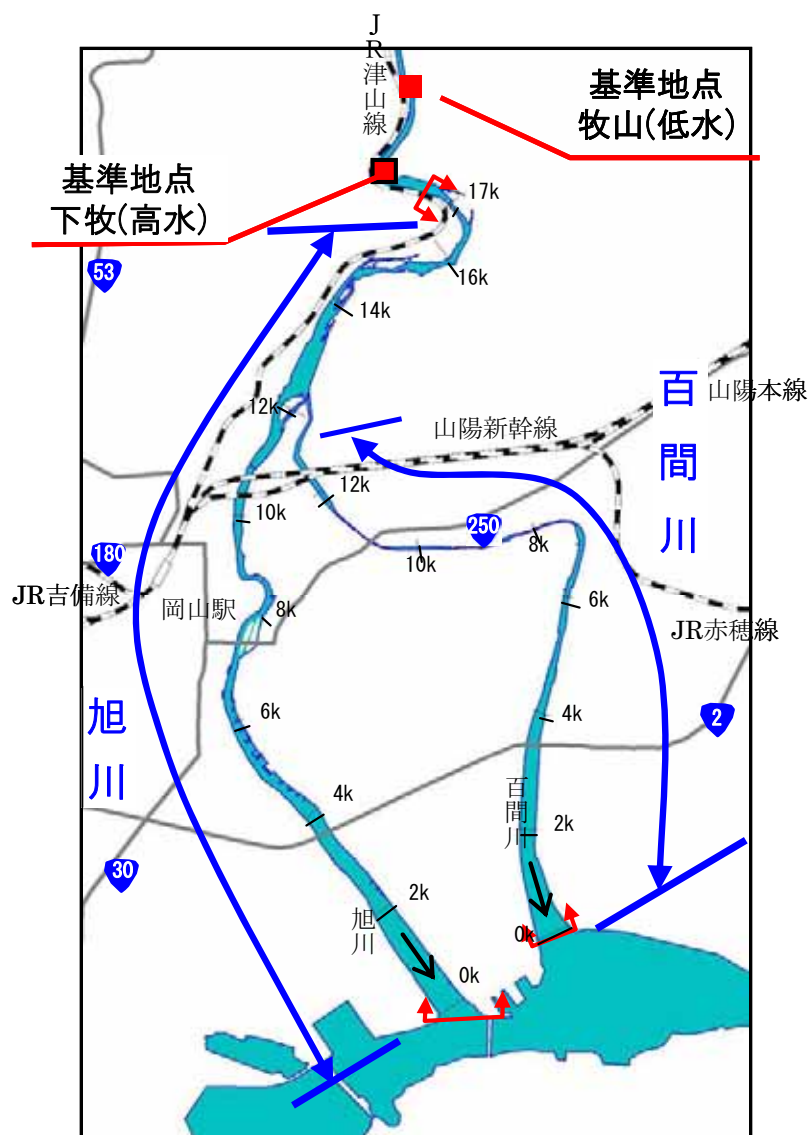 JR津山線
基準地点
牧山(低水)
基準地点
下牧(高水)
17k
16k
53
14k
百間川
山陽本線
12k
山陽新幹線
12k
10k
250
8k
180
10k
JR吉備線
岡山駅
8k
6k
JR赤穂線
旭川
6k
4k
2
4k
百間川
2k
30
2k
旭川
0k
0k